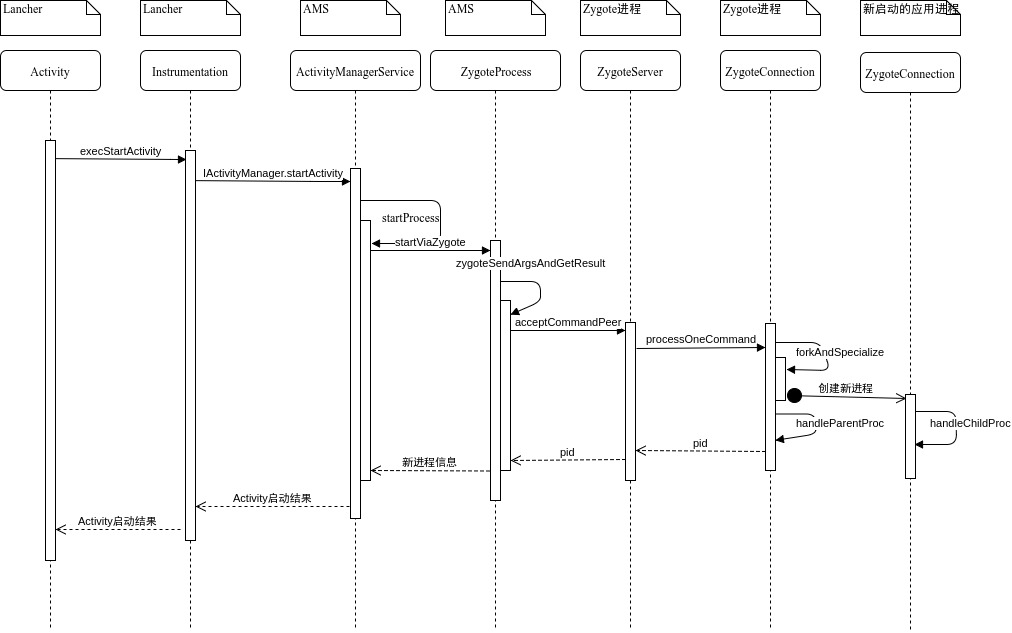 Lancher
Lancher
AMS
AMS
Zygote进程
Zygote进程
新启动的应用进程
Activity
Instrumentation
ActivityManagerService
ZygoteProcess
ZygoteServer
ZygoteConnection
ZygoteConnection
execStartActivity
IActivityManager.startActivity
startProcess
startViaZygote
zygoteSendArgsAndGetResult
acceptCommandPeer
processOneCommand
forkAndSpecialize
创建新进程
handleParentProc
handleChildProc
pid
pid
新进程信息
Activity启动结果
Activity启动结果